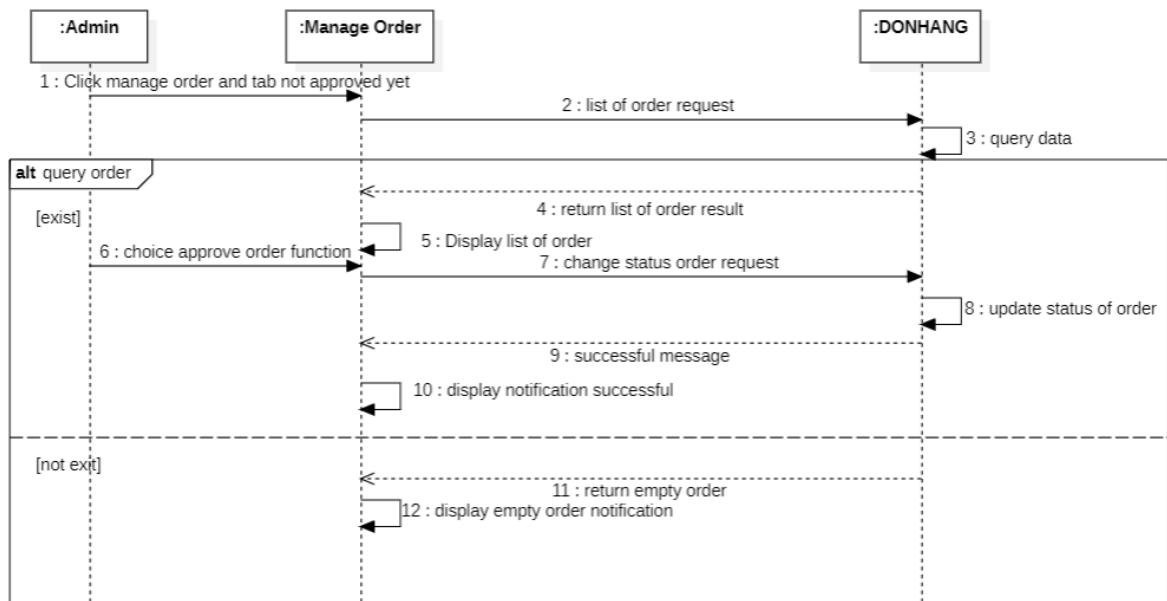 :Admin
:Manage Order
:DONHANG
1 : Click manage order and tab not approved yet
2 : list of order request
3 : query data
alt query order
4 : return list of order result
[exist]
5 : Display list of order
6 : choice approve order function
7 : change status order request
8 : update status of order
9 : successful message
10 : display notification successful
[not exit]
11 : return empty order
12 : display empty order notification